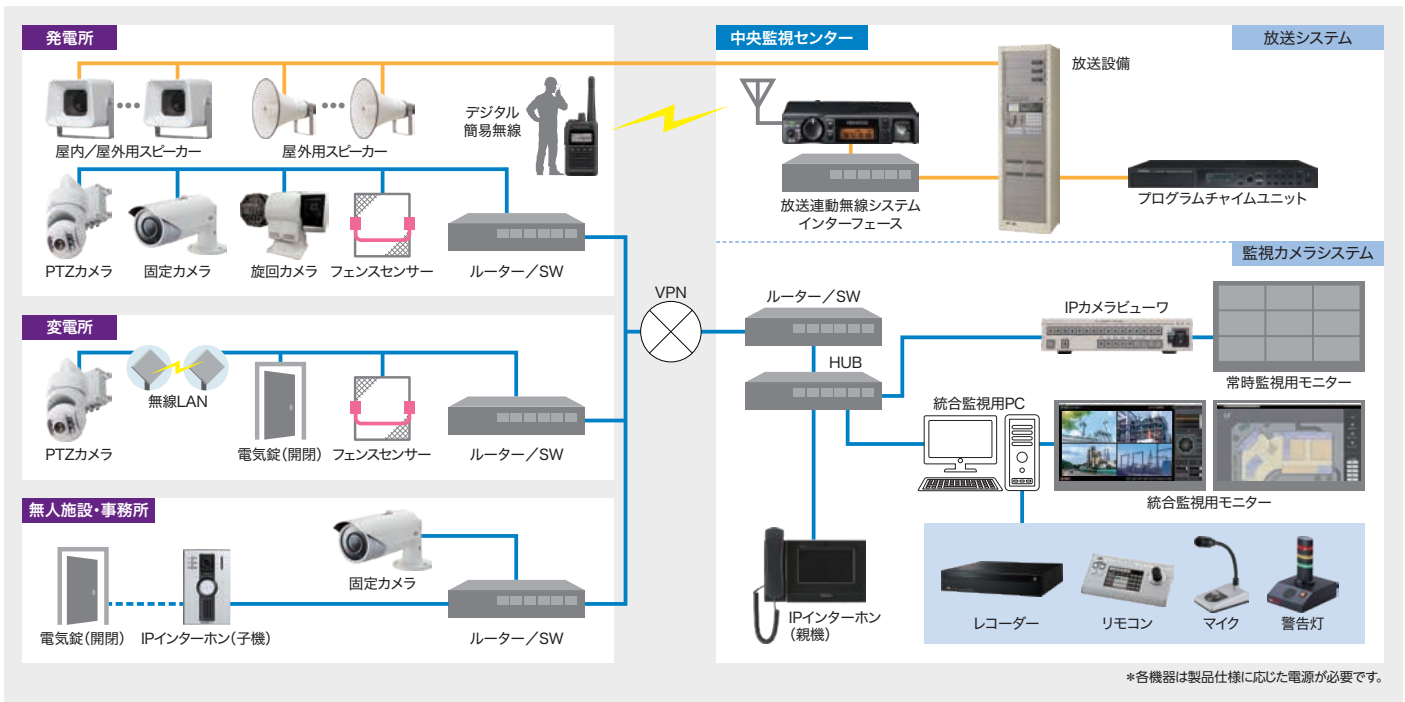 発電所
屋内/屋外用スピーカー
屋外用スピーカー
デジタル
簡易無線
PTZカメラ
固定カメラ
旋回カメラ
フェンスセンサー
ルーター/SW
変電所
無線LAN
PTZカメラ
電気錠(開閉)
フェンスセンサー
ルーター/SW
無人施設・事務所
固定カメラ
電気錠(開閉)
IPインターホン(子機)
ルーター/SW
VPN
中央監視センター
放送システム
放送設備
KENWOOD
放送連動無線システム
インターフェース
プログラムチャイムユニット
監視カメラシステム
ルーター/SW
HUB
IPカメラビューワ
常時監視用モニター
統合監視用PC
統合監視用モニター
IPインターホン
(親機)
レコーダー
リモコン
マイク
警告灯
*各機器は製品仕様に応じた電源が必要です。